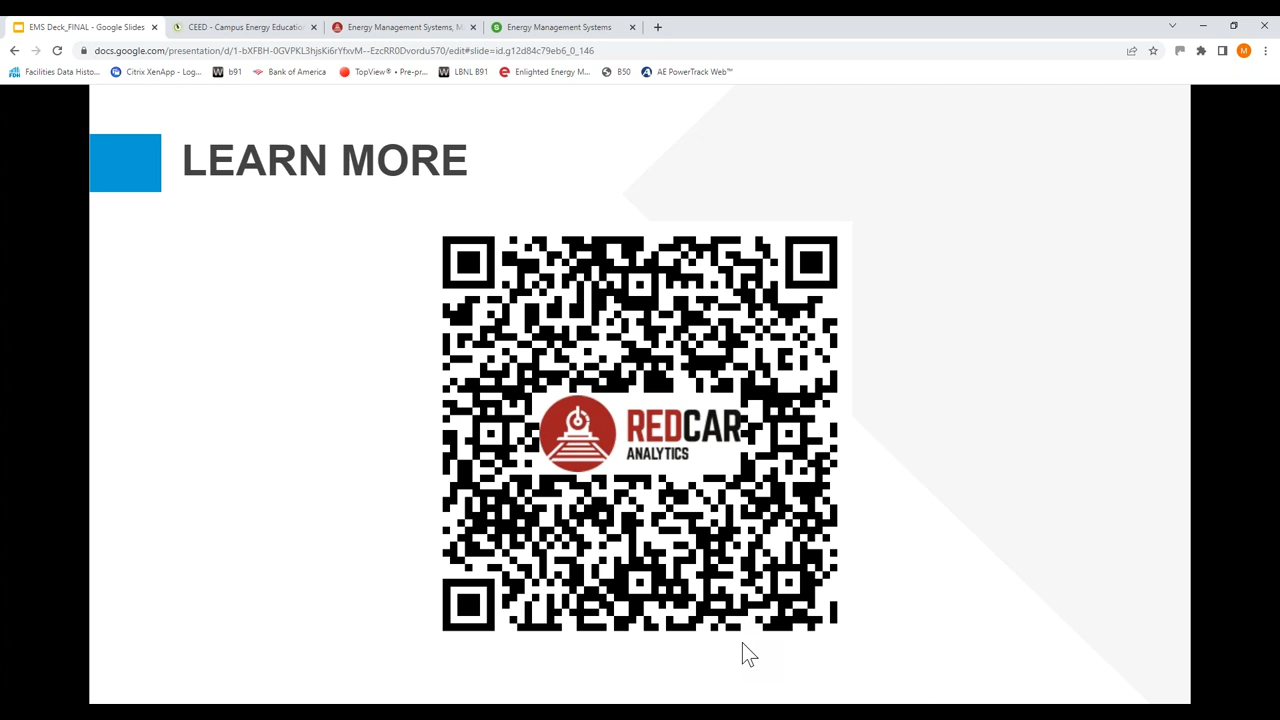 EMS Deck_FINAL - Google Slides
CEED - Campus Energy Educatio
Energy Management Systems, M
Energy Management Systems
docs.google.com/presentation/d/1-bXFBH-0GVPKL3hjsKi6rYfxvM--EzcRR0Dvordu570/edit#slide=id.g12d84c79eb6_0_146
M
Facilities Data Histo...
Citrix XenApp - Log...
b91
Bank of America
TopView® • Pre-pr...
LBNL B91
Enlighted Energy M...
B50
AE PowerTrack Web™
LEARN MORE
REDCAR
ANALYTICS